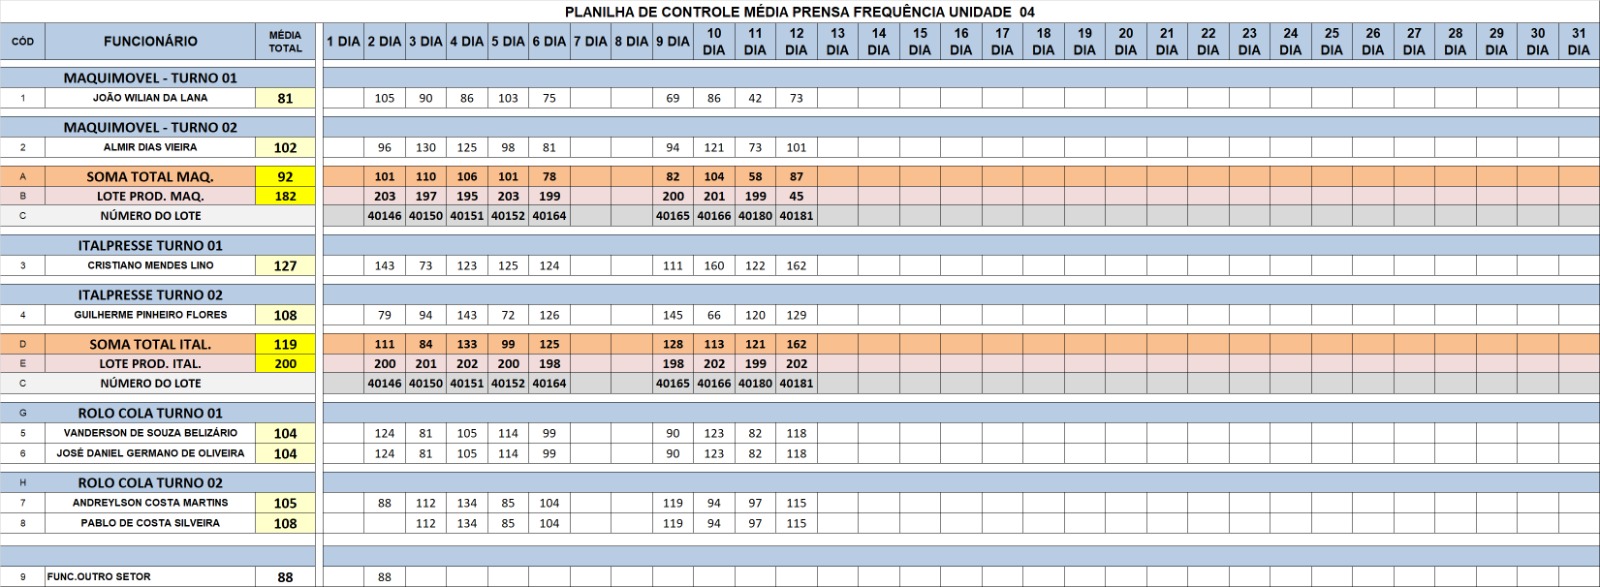 PLANILHA DE CONTROLE MÉDIA PRENSA FREQUÊNCIA UNIDADE 04
CÓD FUNCIONÁRIO MÉDIA TOTAL 1 DIA 2 DIA 3 DIA 4 DIA 5 DIA 6 DIA 7 DIA 8 DIA 9 DIA 10 DIA 11 DIA 12 DIA 13 DIA 14 DIA 15 DIA 16 DIA 17 DIA 18 DIA 19 DIA 20 DIA 21 DIA 22 DIA 23 DIA 24 DIA 25 DIA 26 DIA 27 DIA 28 DIA 29 DIA 30 DIA 31 DIA
MAQUIMOVEL - TURNO 01
1 JOÃO WILIAN DA LANA 81 105 90 86 103 75 69 86 42 73
MAQUIMOVEL - TURNO 02
2 ALMIR DIAS VIEIRA 102 96 130 125 98 81 94 121 73 101
A SOMA TOTAL MAQ. 92 101 110 106 101 78 82 104 58 87
B LOTE PROD. MAQ. 182 203 197 195 203 199 200 201 199 45
C NÚMERO DO LOTE 40146 40150 40151 40152 40164 40165 40166 40180 40181
ITALPRESSE TURNO 01
3 CRISTIANO MENDES LINO 127 143 73 123 125 124 111 160 122 162
ITALPRESSE TURNO 02
4 GUILHERME PINHEIRO FLORES 108 79 94 143 72 126 145 66 120 129
D SOMA TOTAL ITAL. 119 111 84 133 99 125 128 113 121 162
E LOTE PROD. ITAL. 200 200 201 202 200 198 198 202 199 202
C NÚMERO DO LOTE 40146 40150 40151 40152 40164 40165 40166 40180 40181
G ROLO COLA TURNO 01
5 VANDERSON DE SOUZA BELIZÁRIO 104 124 81 105 114 99 90 123 82 118
6 JOSÉ DANIEL GERMANO DE OLIVEIRA 104 124 81 105 114 99 90 123 82 118
H ROLO COLA TURNO 02
7 ANDREYLSON COSTA MARTINS 105 88 112 134 85 104 119 94 97 115
8 PABLO DE COSTA SILVEIRA 108 112 134 85 104 119 94 97 115
9 FUNC.OUTRO SETOR 88 88